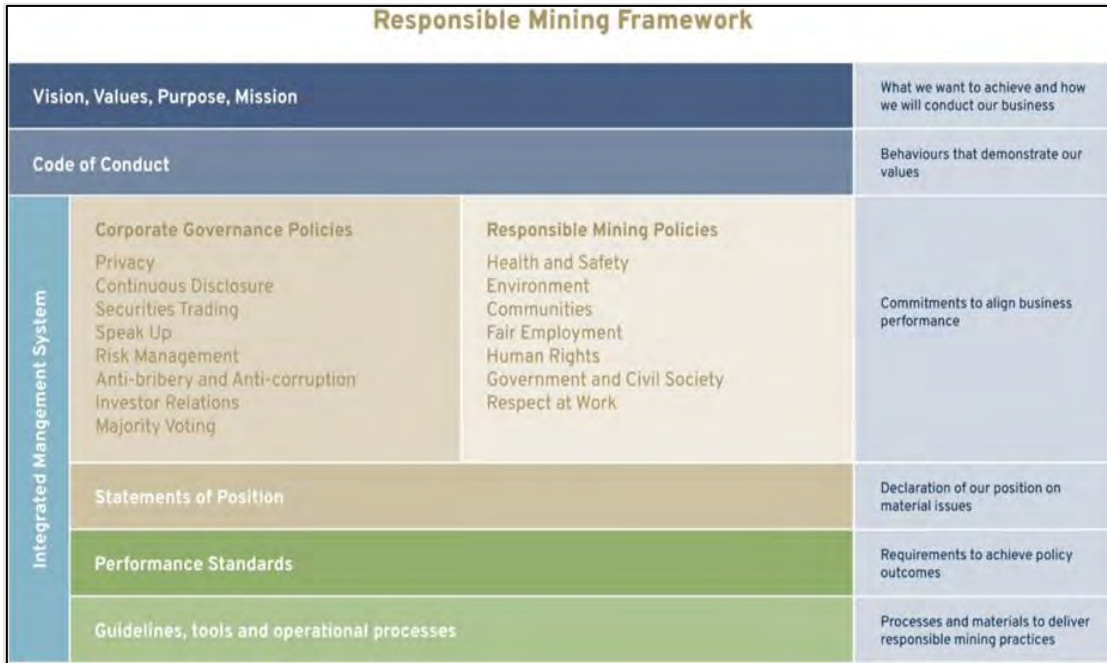 Responsible Mining Framework
Vision, Values, Purpose, Mission
What we want to achieve and how
we will conduct our business
Code of Conduct
Behaviours that demonstrate our
values
Integrated Mangement System
Corporate Governance Policies
Privacy
Continuous Disclosure
Securities Trading
Speak Up
Risk Management
Anti-bribery and Anti-corruption
Investor Relations
Majority Voting
Responsible Mining Policies
Health and Safety
Environment
Communities
Fair Employment
Human Rights
Government and Civil Society
Respect at Work
Commitments to align business
performance
Statements of Position
Declaration of our position on
material issues
Performance Standards
Requirements to achieve policy
outcomes
Guidelines, tools and operational processes
Processes and materials to deliver
responsible mining practices